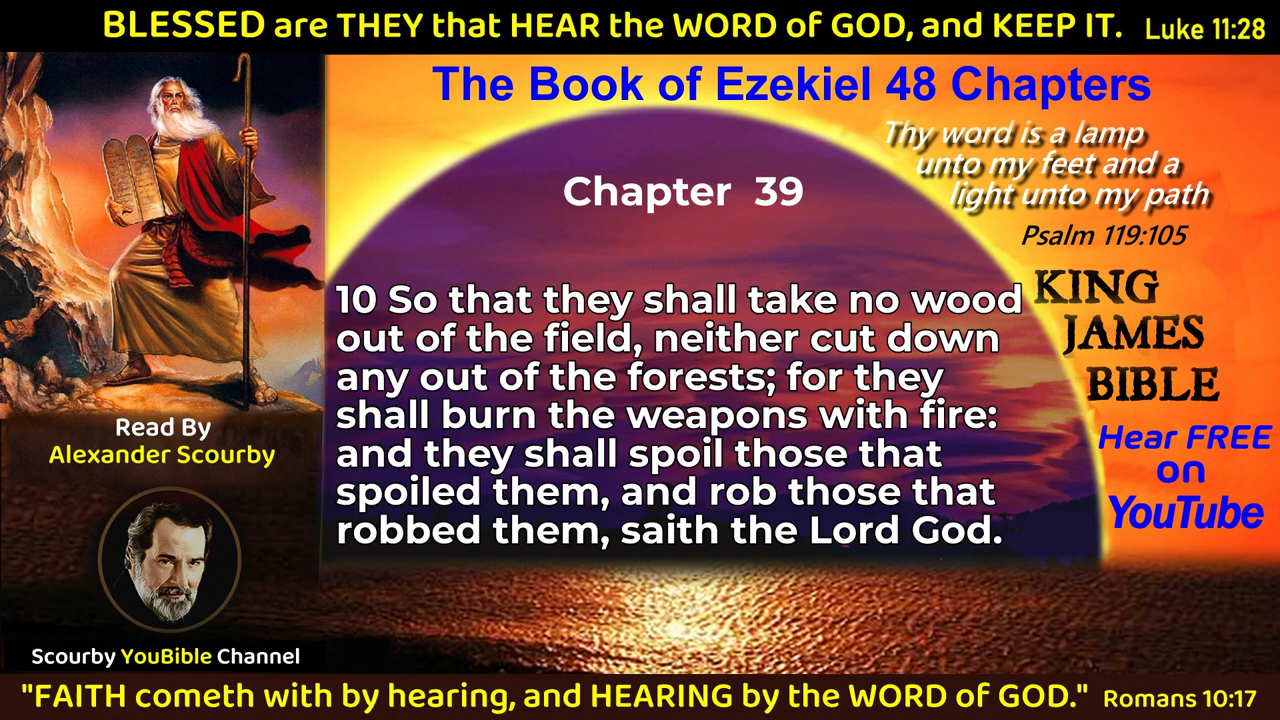 BLESSED are THEY that HEAR the WORD of GOD, and KEEP IT. Luke 11:28
The Book of Ezekiel 48 Chapters
Thy word is a lamp
unto my feet and a
light unto my path
Psalm 119:105
Chapter 39
10 So that they shall take no wood
out of the field, neither cut down
any out of the forests; for they
shall burn the weapons with fire:
and they shall spoil those that
spoiled them, and rob those that
robbed them, saith the Lord God.
KING
JAMES
BIBLE
Hear FREE
on
YouTube
Read By
Alexander Scourby
Scourby YouBible Channel
"FAITH cometh with by hearing, and HEARING by the WORD of GOD." Romans 10:17